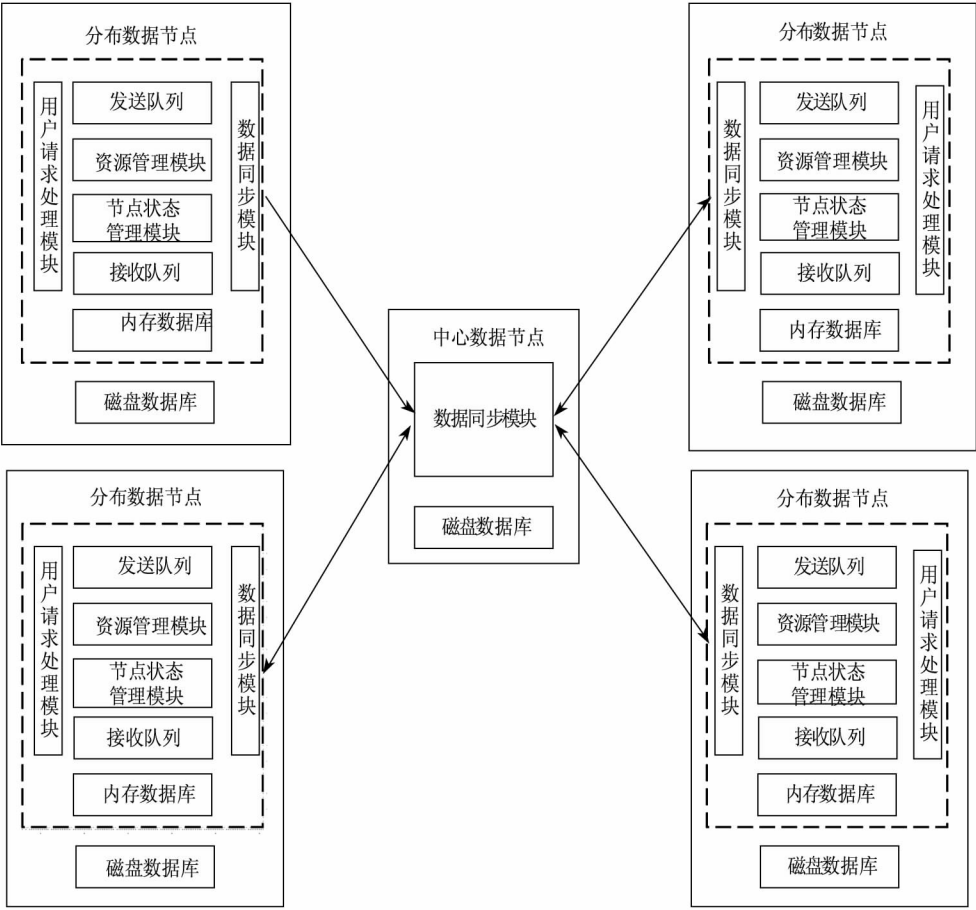 分布数据节点
用户请求处理模块
发送队列
资源管理模块
节点状态
管理模块
接收队列
内存数据库
数据同步模块
磁盘数据库
分布数据节点
数据同步模块
发送队列
资源管理模块
节点状态
管理模块
接收队列
内存数据库
用户请求处理模块
磁盘数据库
中心数据节点
数据同步模块
磁盘数据库
分布数据节点
用户请求处理模块
发送队列
资源管理模块
节点状态
管理模块
接收队列
内存数据库
数据同步模块
磁盘数据库
分布数据节点
数据同步模块
发送队列
资源管理模块
节点状态
管理模块
接收队列
内存数据库
用户请求处理模块
磁盘数据库